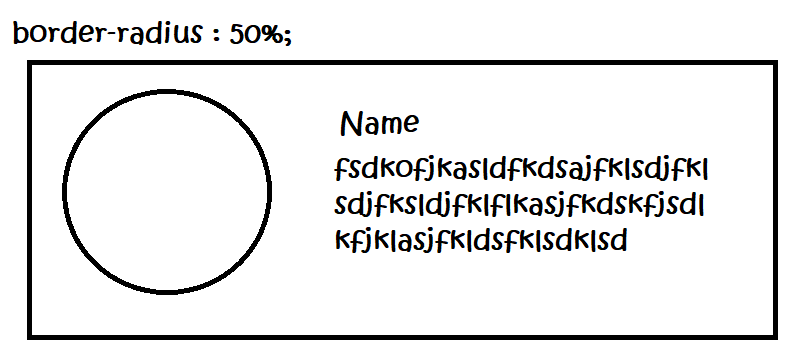 border-radius : 50%;
Name
fsdkofjkasldfkdsajfklsdjfkl
sdjfksldjfklflkasjfkdskfjsdl
kfjklasjfkldsfklsdklsd